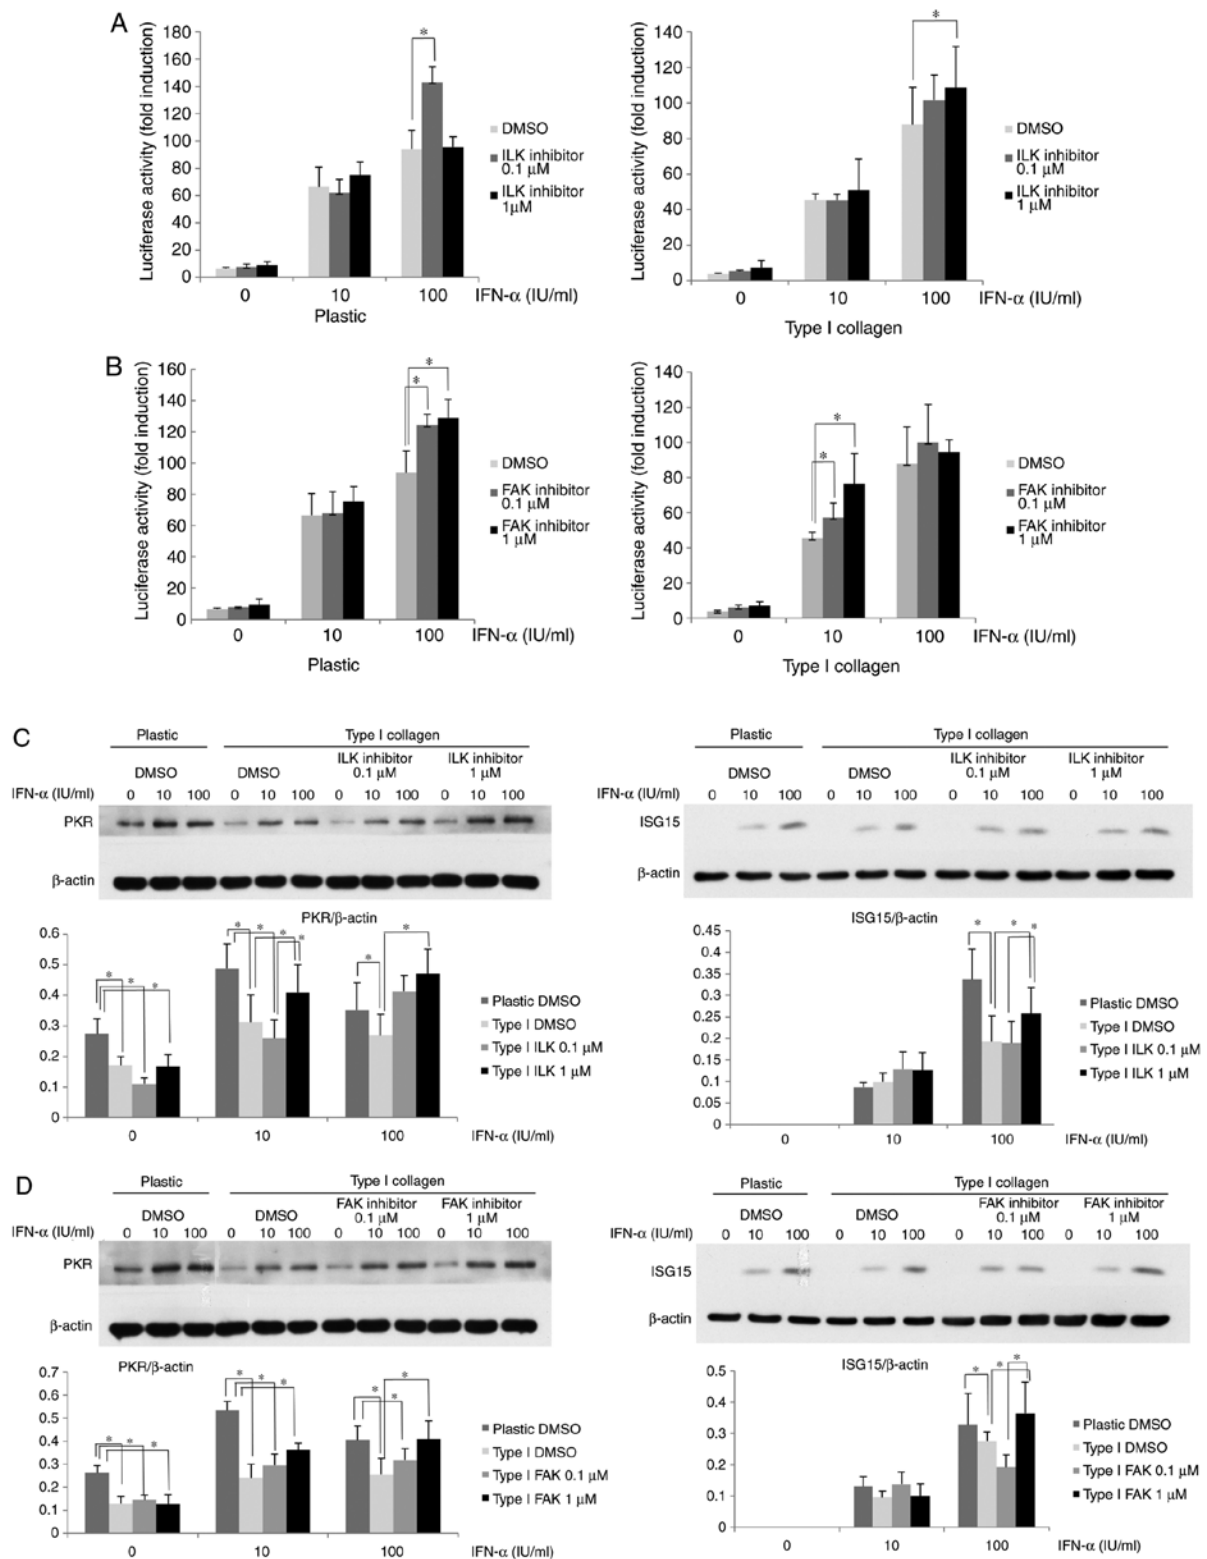 A
Luciferase activity (fold induction)
180
160
140
120
100
80
60
40
20
0
*
0 10 100 IFN-α (IU/ml)
Plastic
DMSO
ILK inhibitor
0.1 μM
ILK inhibitor
1μM
Luciferase activity (fold induction)
140
120
100
80
60
40
20
0
*
0 10 100 IFN-α (IU/ml)
Type I collagen
DMSO
ILK inhibitor
0.1 μM
ILK inhibitor
1 μM
B
Luciferase activity (fold induction)
160
140
120
100
80
60
40
20
0
*
*
0 10 100 IFN-α (IU/ml)
Plastic
DMSO
FAK inhibitor
0.1 μM
FAK inhibitor
1 μM
Luciferase activity (fold induction)
140
120
100
80
60
40
20
0
*
*
0 10 100 IFN-α (IU/ml)
Type I collagen
DMSO
FAK inhibitor
0.1 μM
FAK inhibitor
1 μM
C
Plastic Type I collagen
DMSO DMSO ILK inhibitor 0.1 μM ILK inhibitor 1 μM
IFN-α (IU/ml) 0 10 100 0 10 100 0 10 100 0 10 100
PKR
β-actin
PKR/β-actin
0.6
0.5
0.4
0.3
0.2
0.1
0
* * *
* * * *
* *
0 10 100 IFN-α (IU/ml)
Plastic DMSO
Type I DMSO
Type I ILK 0.1 μM
Type I ILK 1 μM
Plastic Type I collagen
DMSO DMSO ILK inhibitor 0.1 μM ILK inhibitor 1 μM
IFN-α (IU/ml) 0 10 100 0 10 100 0 10 100 0 10 100
ISG15
β-actin
ISG15/β-actin
0.45
0.4
0.35
0.3
0.25
0.2
0.15
0.1
0.05
0
* * *
0 10 100 IFN-α (IU/ml)
Plastic DMSO
Type I DMSO
Type I ILK 0.1 μM
Type I ILK 1 μM
D
Plastic Type I collagen
DMSO DMSO FAK inhibitor 0.1 μM FAK inhibitor 1 μM
IFN-α (IU/ml) 0 10 100 0 10 100 0 10 100 0 10 100
PKR
β-actin
PKR/β-actin
0.7
0.6
0.5
0.4
0.3
0.2
0.1
0
* * *
* * *
* * *
0 10 100 IFN-α (IU/ml)
Plastic DMSO
Type I DMSO
Type I FAK 0.1 μM
Type I FAK 1 μM
Plastic Type I collagen
DMSO DMSO FAK inhibitor 0.1 μM FAK inhibitor 1 μM
IFN-α (IU/ml) 0 10 100 0 10 100 0 10 100 0 10 100
ISG15
β-actin
ISG15/β-actin
0.5
0.4
0.3
0.2
0.1
0
* * *
0 10 100 IFN-α (IU/ml)
Plastic DMSO
Type I DMSO
Type I FAK 0.1 μM
Type I FAK 1 μM